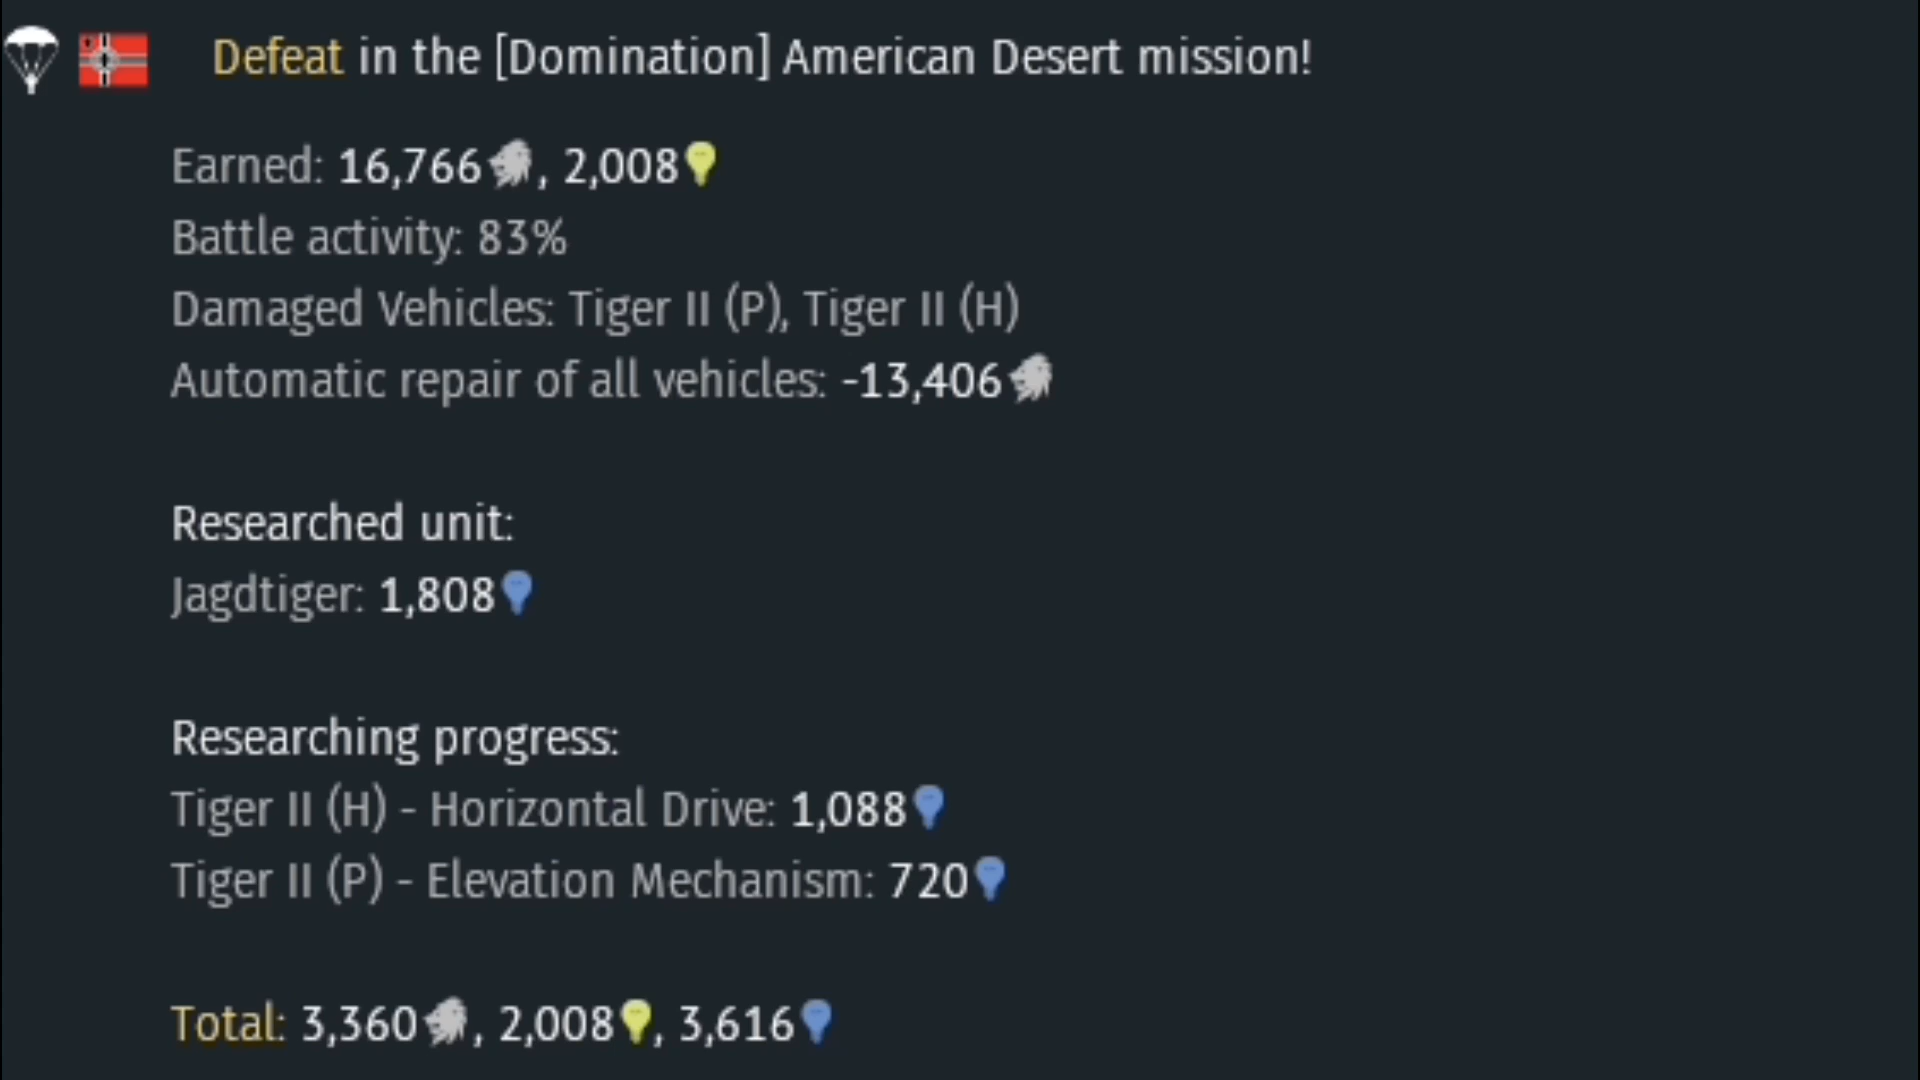 Defeat in the [Domination] American Desert mission!
Earned: 16,766, 2,008
Battle activity: 83%
Damaged Vehicles: Tiger II (P), Tiger II (H)
Automatic repair of all vehicles: -13,406
Researched unit:
Jagdtiger: 1,808
Researching progress:
Tiger II (H) - Horizontal Drive: 1,088
Tiger II (P) - Elevation Mechanism: 720
Total: 3,360, 2,008, 3,616